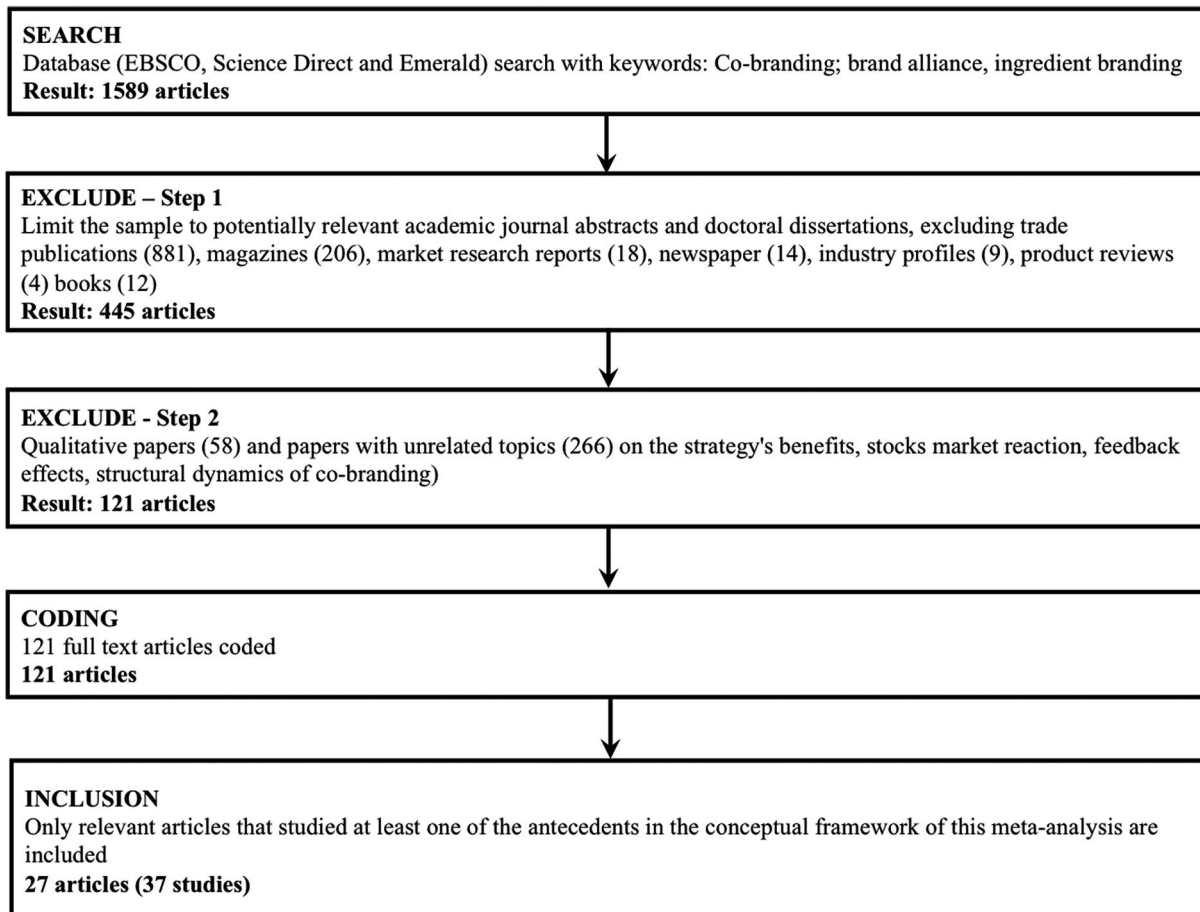 SEARCH
Database (EBSCO, Science Direct and Emerald) search with keywords: Co-branding; brand alliance, ingredient branding
Result: 1589 articles
EXCLUDE – Step 1
Limit the sample to potentially relevant academic journal abstracts and doctoral dissertations, excluding trade
publications (881), magazines (206), market research reports (18), newspaper (14), industry profiles (9), product reviews
(4) books (12)
Result: 445 articles
EXCLUDE - Step 2
Qualitative papers (58) and papers with unrelated topics (266) on the strategy's benefits, stocks market reaction, feedback
effects, structural dynamics of co-branding)
Result: 121 articles
CODING
121 full text articles coded
121 articles
INCLUSION
Only relevant articles that studied at least one of the antecedents in the conceptual framework of this meta-analysis are
included
27 articles (37 studies)